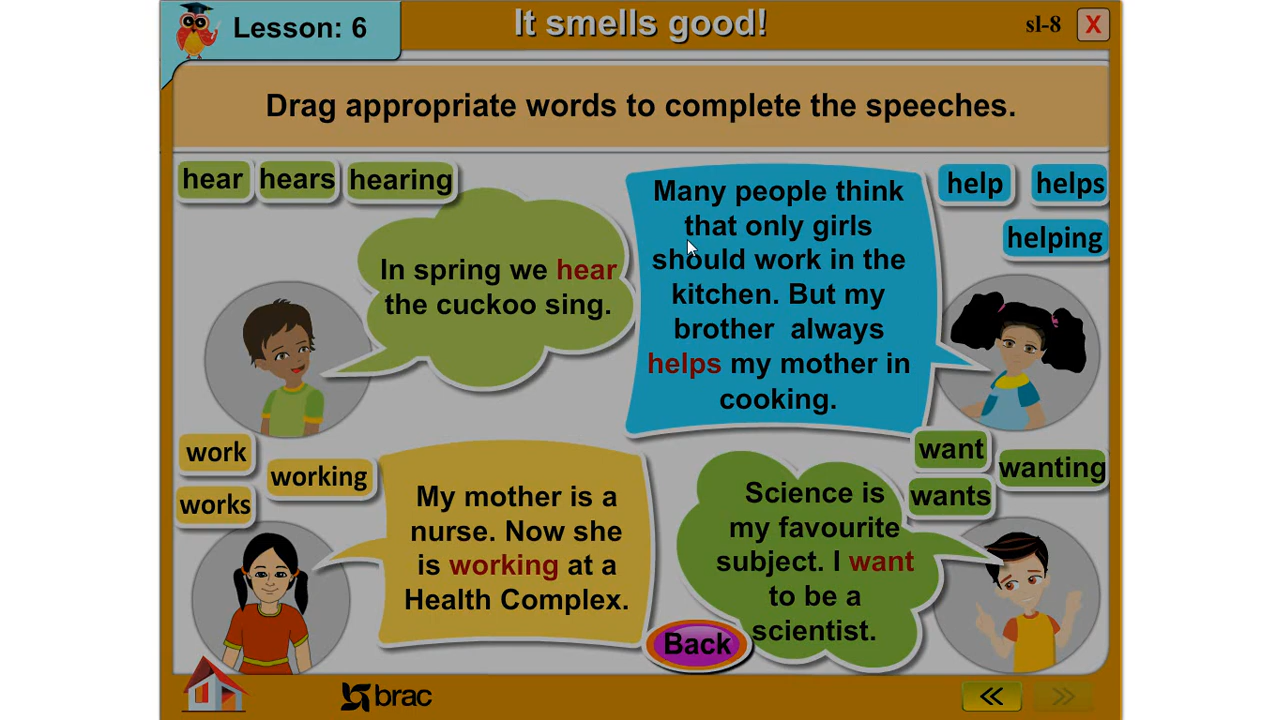 Lesson: 6
It smells good!
sl-8
X
Drag appropriate words to complete the speeches.
hear
hears
hearing
In spring we hear
the cuckoo sing.
Many people think
that only girls
should work in the
kitchen. But my
brother always
helps my mother in
cooking.
help
helps
helping
work
working
works
My mother is a
nurse. Now she
is working at a
Health Complex.
Science is
my favourite
subject. I want
to be a
scientist.
want
wanting
wants
Back
brac